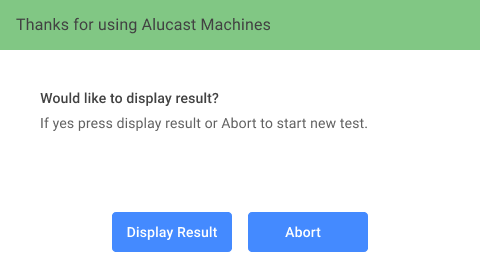 Thanks for using Alucast Machines
Would like to display result?
If yes press display result or Abort to start new test.
Display Result
Abort